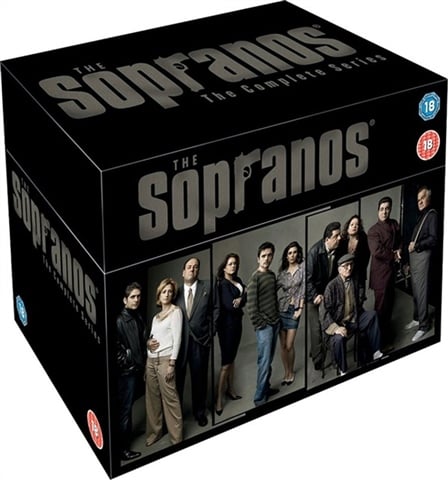 THE
Sopranos®
The Complete Series
18
18
THE
Sopranos®
THE
Sopranos
The Complete Series
18
18